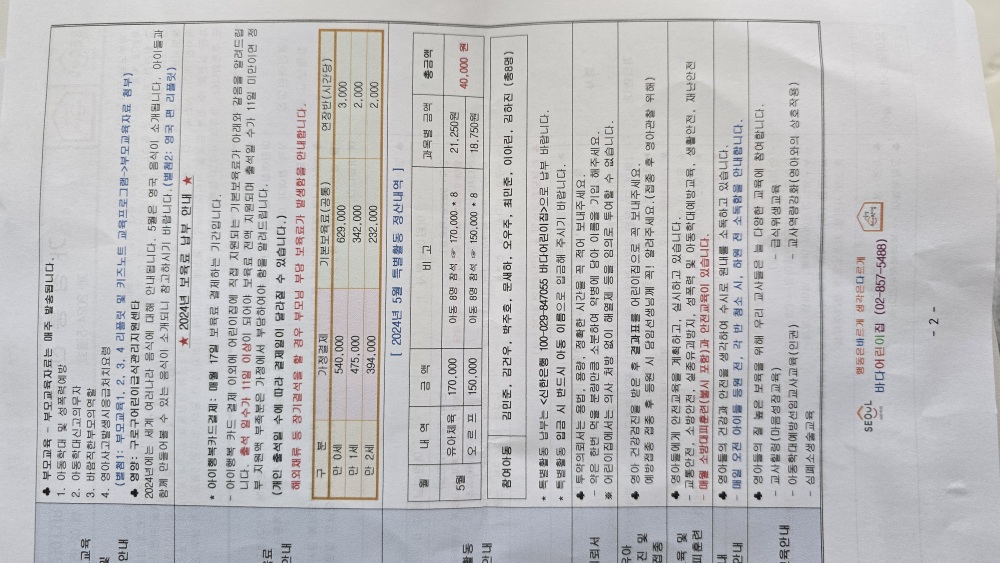 ♣ 부모교육 - 부모교육자료는 매주 발송됩니다.
1. 아동학대 및 성폭력예방
교육
2. 아동학대신고의무자
및
3. 바람직한부모의역할
안내
4. 영아사고발생시응급처치요령
(별첨1: 부모교육1, 2, 3, 4 리플릿 및 키즈노트 교육프로그램->부모교육자료 첨부)
♣ 영양: 구로구어린이급식관리지원센타
2024년에는 세계 여러나라 음식에 대해 안내됩니다. 5월은 영국 음식이 소개됩니다. 아이들과
함께 만들어볼 수 있는 음식이 소개되니 참고하시기 바랍니다.(별첨2: 영국 편 리플릿)
★ 2024년 보육료 납부 안내 ★
* 아이행복카드결제: 매월 17일 보육료 결제하는 기간입니다.
- 아이행복 카드 결제 이외에 어린이집에 직접 지원되는 기본보육료가 아래와 같음을 알려드립
니다. 출석 일수가 11일 이상이 되어야 보육료 전액 지원되며 출석일 수가 11일 미만이면 정
부 지원액 부족분은 가정에서 부담하여야 함을 알려드립니다.
료
안내
(개인 출석일 수에 따라 결제일이 달라질 수 있습니다.)
해외체류 등 장기결석을 할 경우 부모님 부담 보육료가 발생함을 안내합니다.
구 분 가정결제 기본보육료(공통) 연장반(시간당)
만 0세 540,000 629,000 3,000
만 1세 475,000 342,000 2,000
만 2세 394,000 232,000 2,000
[ 2024년 5월 특별활동 정산내역 ]
월 내 역 금 액 비 고 과목별 금액 총금액
5월 유아체육 170,000 아동 8명 참석 ☞ 170,000 * 8 21,250원 40,000 원
오 르 프 150,000 아동 8명 참석 ☞ 150,000 * 8 18,750원
활동
안내
참여아동 김민준, 김건우, 박주호, 문새하, 오우주, 최민준, 이아린, 김하진 (총8명)
* 특별활동 납부는 <신한은행 100-029-847055 바다어린이집>으로 납부 바랍니다.
* 특별활동 입금 시 반드시 아동 이름으로 입금해 주시기 바랍니다.
♣ 투약의뢰서는 용법, 용량, 정확한 시간을 꼭 적어 보내주세요.
의뢰서
- 약은 한번 먹을 분량만큼 소분하여 약병에 담아 이름을 기입 해주세요.
※ 어린이집에서는 의사 처방 없이 해열제 등을 임의로 투여할 수 없습니다.
유아
진 및
접종
♣ 영아 건강검진을 받은 후 결과표를 어린이집으로 꼭 보내주세요.
예방접종 접종 후 등원 시 담임선생님께 꼭! 알려주세요.(접종 후 영아관찰 위해)
♣ 영아들에게 안전교육을 계획하고, 실시하고 있습니다.
육 및
피훈련
- 교통안전, 소방안전, 실종유괴방지, 성폭력 및 아동학대예방교육, 생활안전, 재난안전
- 매월 소방대피훈련(불시 포함)과 안전교육이 있습니다.
내
안내
♣ 영아들의 건강과 안전을 생각하여 수시로 원내를 소독하고 있습니다.
- 매일 오전 아이들 등원 전, 각 반 청소 시, 하원 전 소독함을 안내합니다.
♣ 영아들의 질 높은 보육을 위해 우리 교사들은 늘 다양한 교육에 참여합니다.
교육안내
- 교사힐링(마음성장교육) - 급식위생교육
- 아동학대예방선임교사교육(인권) - 교사역량강화(영아와의 상호작용)
- 심폐소생술교육
SEOUL
행동은바르게 생각은다르게
바다어린이집 (02-857-5488)
- 2 -